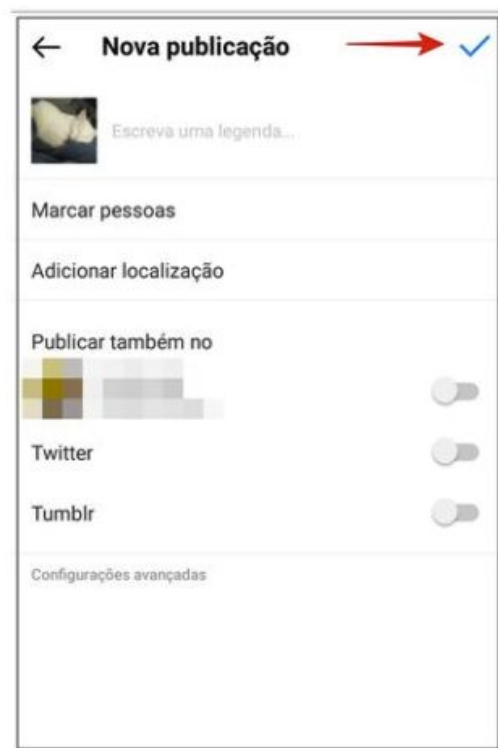 Nova publicação
Escreva uma legenda...
Marcar pessoas
Adicionar localização
Publicar também no
Twitter
Tumblr
Configurações avançadas